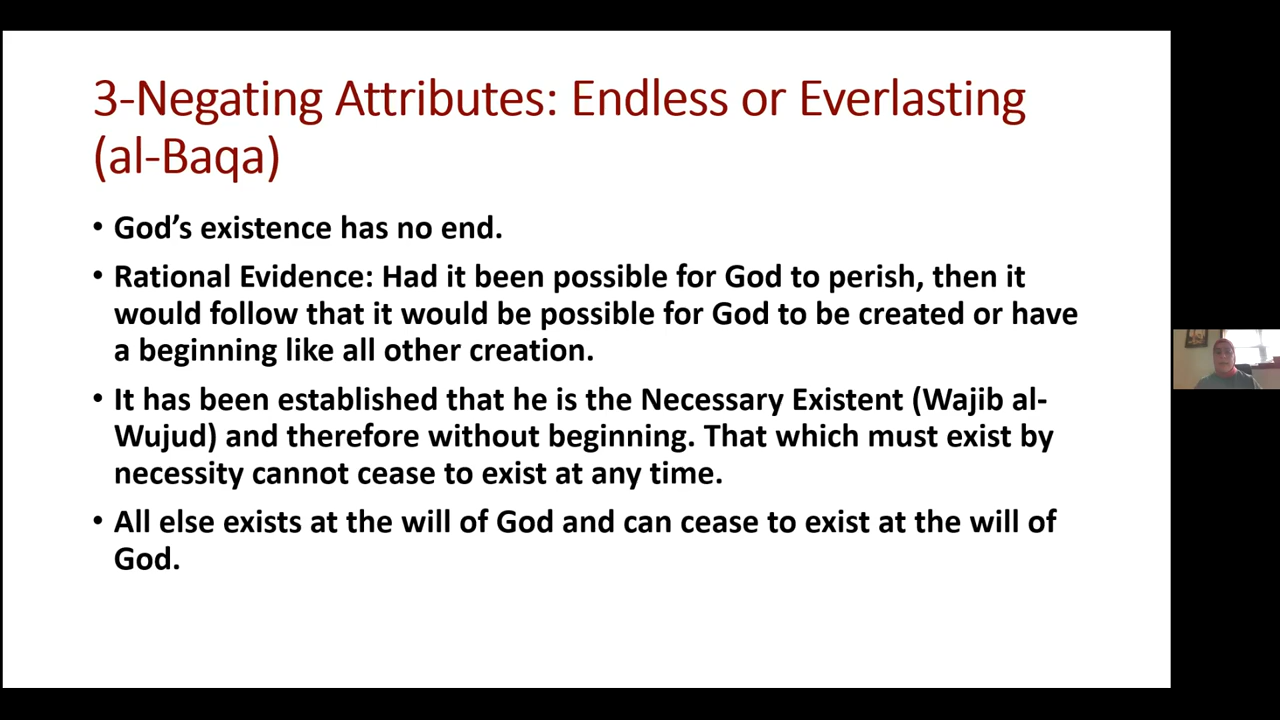 3-Negating Attributes: Endless or Everlasting
(al-Baqa)
• God’s existence has no end.
• Rational Evidence: Had it been possible for God to perish, then it
would follow that it would be possible for God to be created or have
a beginning like all other creation.
• It has been established that he is the Necessary Existent (Wajib al-
Wujud) and therefore without beginning. That which must exist by
necessity cannot cease to exist at any time.
• All else exists at the will of God and can cease to exist at the will of
God.